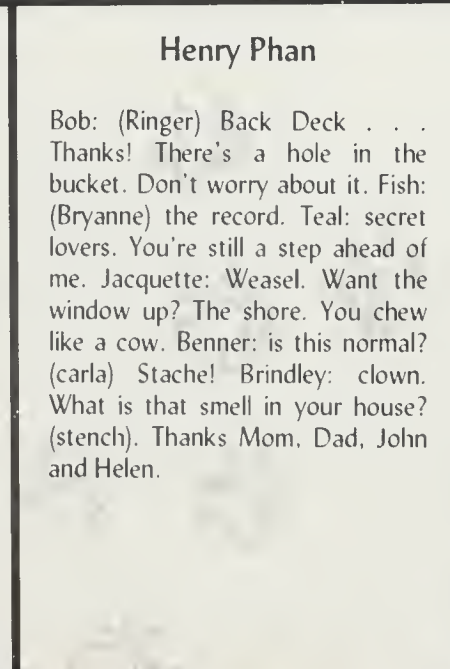 Henry Phan
Bob: (Ringer) Back Deck . . .
Thanks! There's a hole in the
bucket. Don't worry about it. Fish:
(Bryanne) the record. Teal: secret
lovers. You're still a step ahead of
me. Jacquette: Weasel. Want the
window up? The shore. You chew
like a cow. Benner: is this normal?
(carla) Stache! Brindley: clown.
What is that smell in your house?
(stench). Thanks Mom, Dad, John
and Helen.